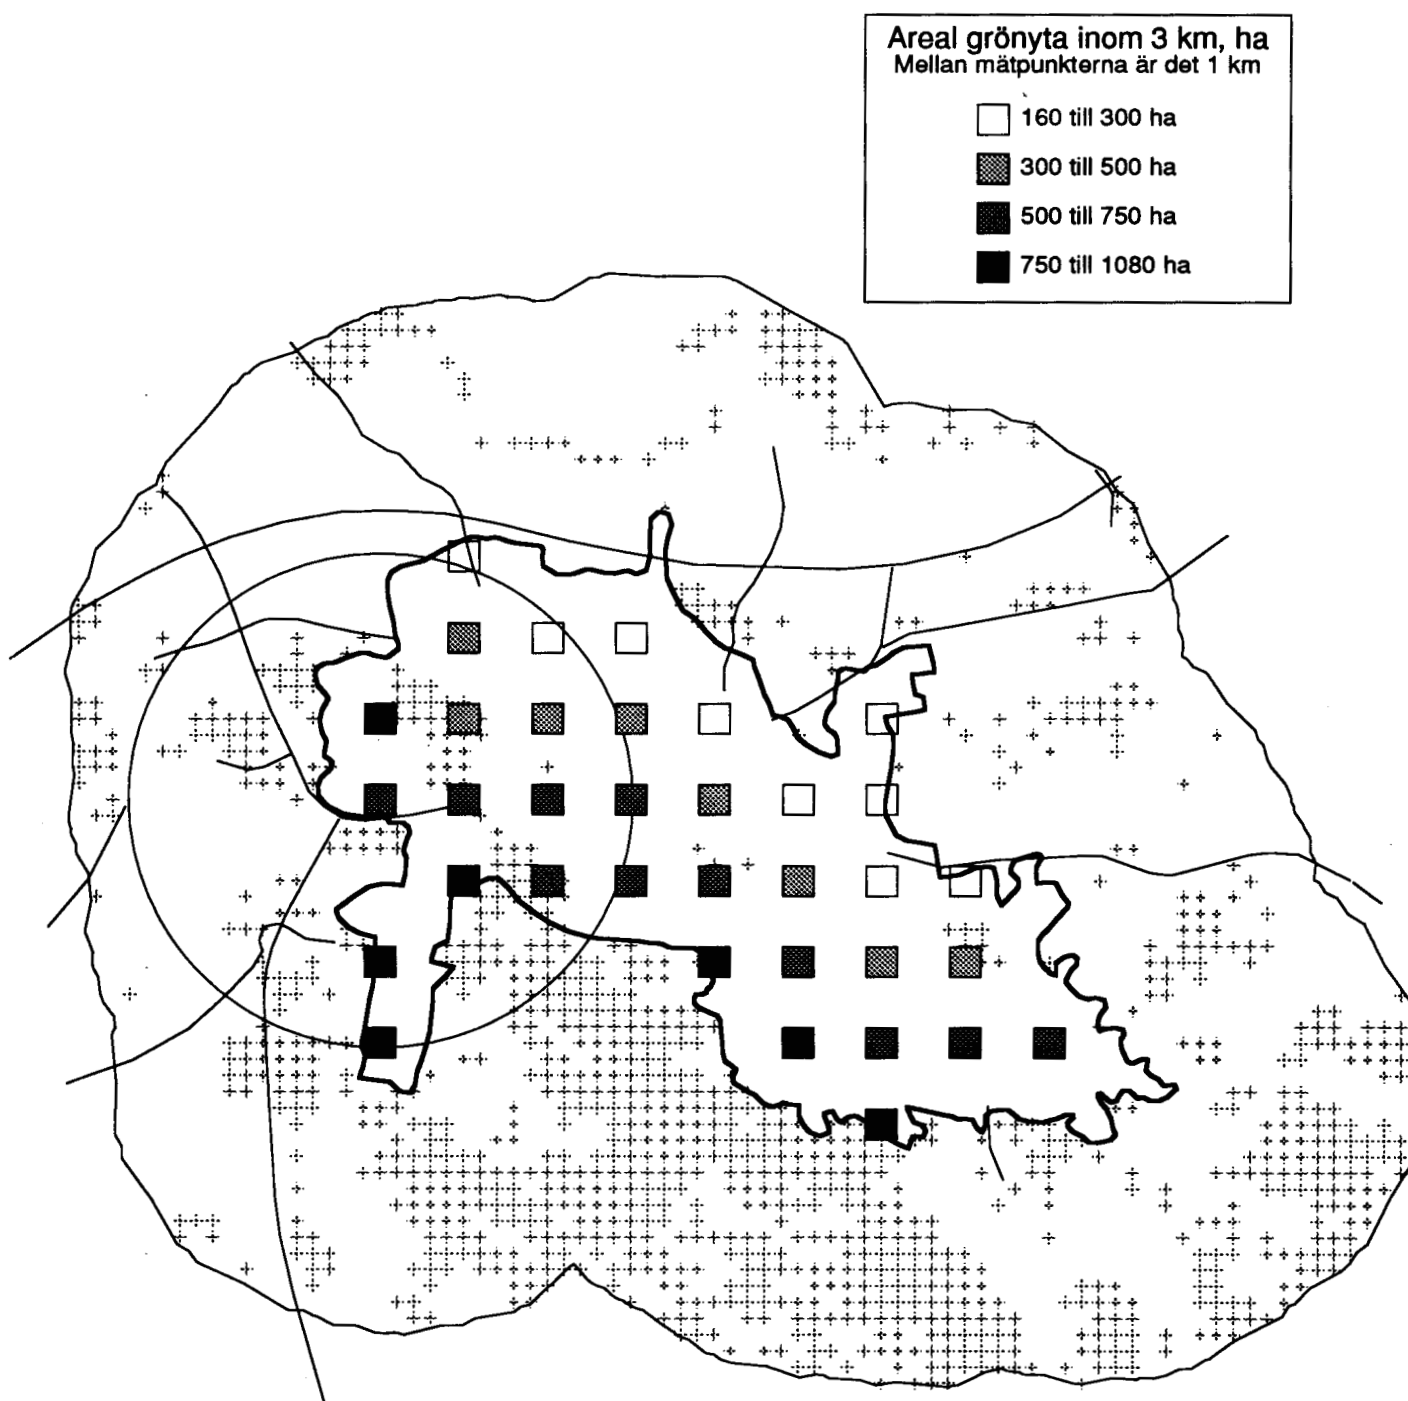 Areal grönyta inom 3 km, ha
Mellan mätpunkterna är det 1 km
160 till 300 ha
300 till 500 ha
500 till 750 ha
750 till 1080 ha